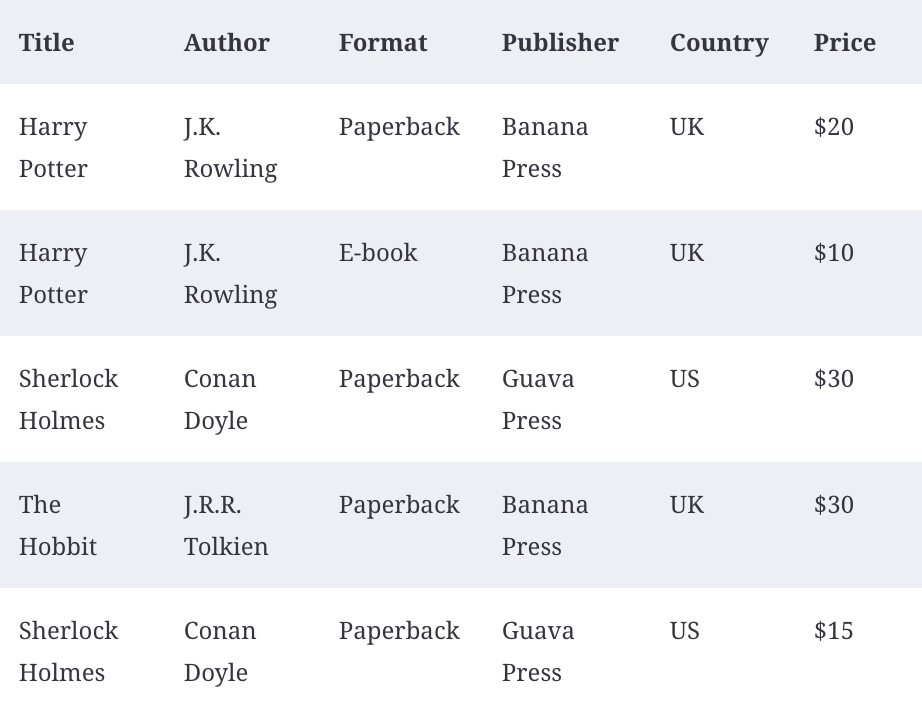 Title Author Format Publisher Country Price
Harry J.K. Paperback Banana UK $20
Potter Rowling Press
Harry J.K. E-book Banana UK $10
Potter Rowling Press
Sherlock Conan Paperback Guava US $30
Holmes Doyle Press
The J.R.R. Paperback Banana UK $30
Hobbit Tolkien Press
Sherlock Conan Paperback Guava US $15
Holmes Doyle Press